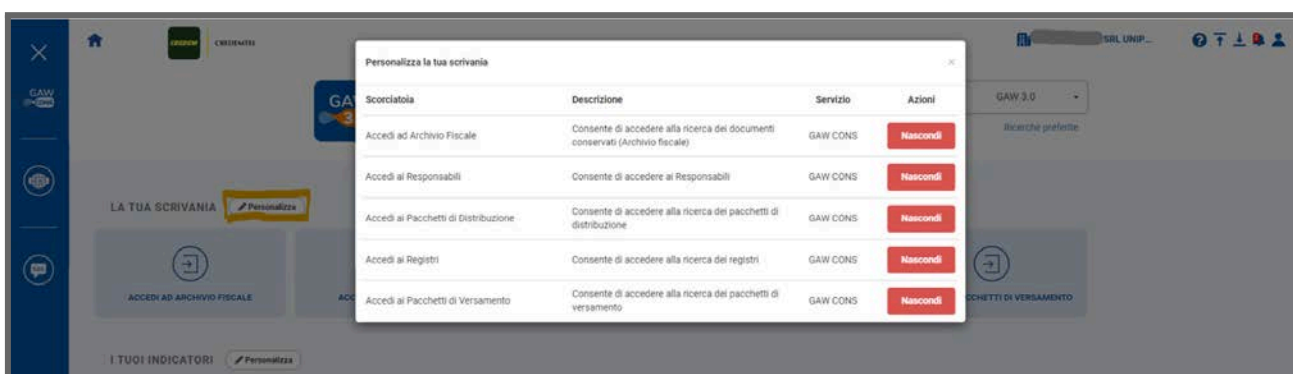 CREDEM CREDEMTEL
SRL UNIP...
GAW
CONS
GA
3
GAW 3.0
Ricerche preferite
Personalizza la tua scrivania ×
Scorciatoia Descrizione Servizio Azioni
Accedi ad Archivio Fiscale Consente di accedere alla ricerca dei documenti conservati (Archivio fiscale) GAW CONS Nascondi
Accedi ai Responsabili Consente di accedere ai Responsabili GAW CONS Nascondi
Accedi ai Pacchetti di Distribuzione Consente di accedere alla ricerca dei pacchetti di distribuzione GAW CONS Nascondi
Accedi ai Registri Consente di accedere alla ricerca dei registri GAW CONS Nascondi
Accedi ai Pacchetti di Versamento Consente di accedere alla ricerca dei pacchetti di versamento GAW CONS Nascondi
LA TUA SCRIVANIA Personalizza
ACCEDI AD ARCHIVIO FISCALE
ACC
CCHETTI DI VERSAMENTO
I TUOI INDICATORI Personalizza